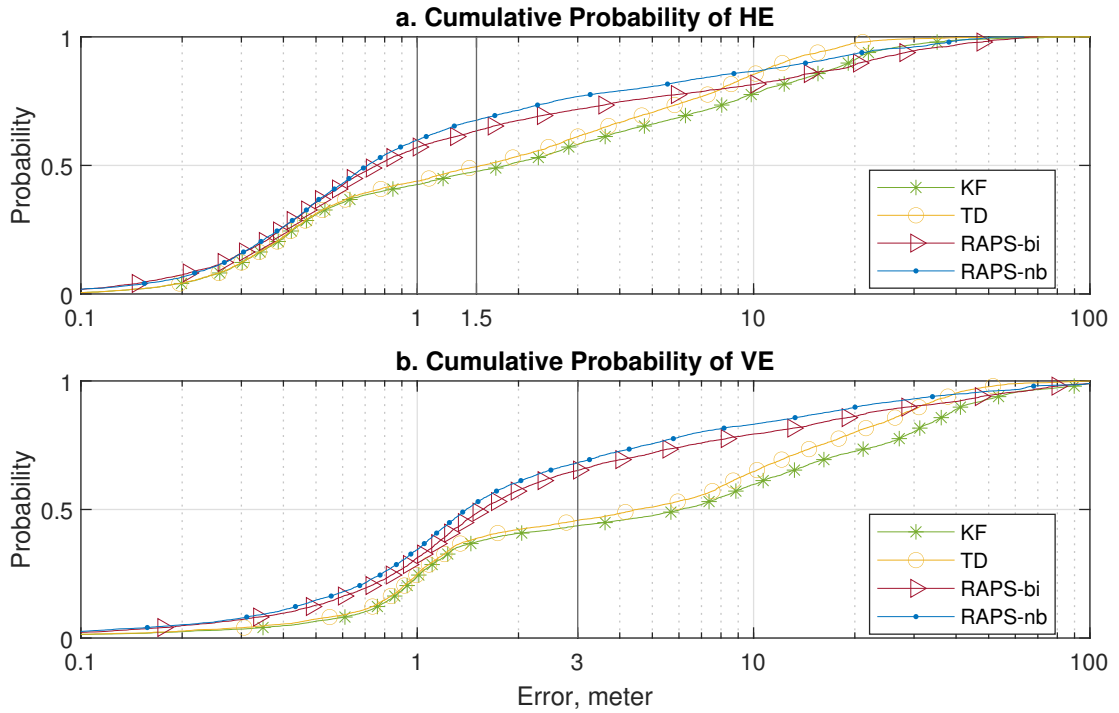 a. Cumulative Probability of HE
1
0.5
0
Probability
KF
TD
RAPS-bi
RAPS-nb
0.1 1 1.5 10 100
b. Cumulative Probability of VE
1
0.5
0
Probability
KF
TD
RAPS-bi
RAPS-nb
0.1 1 3 10 100
Error, meter